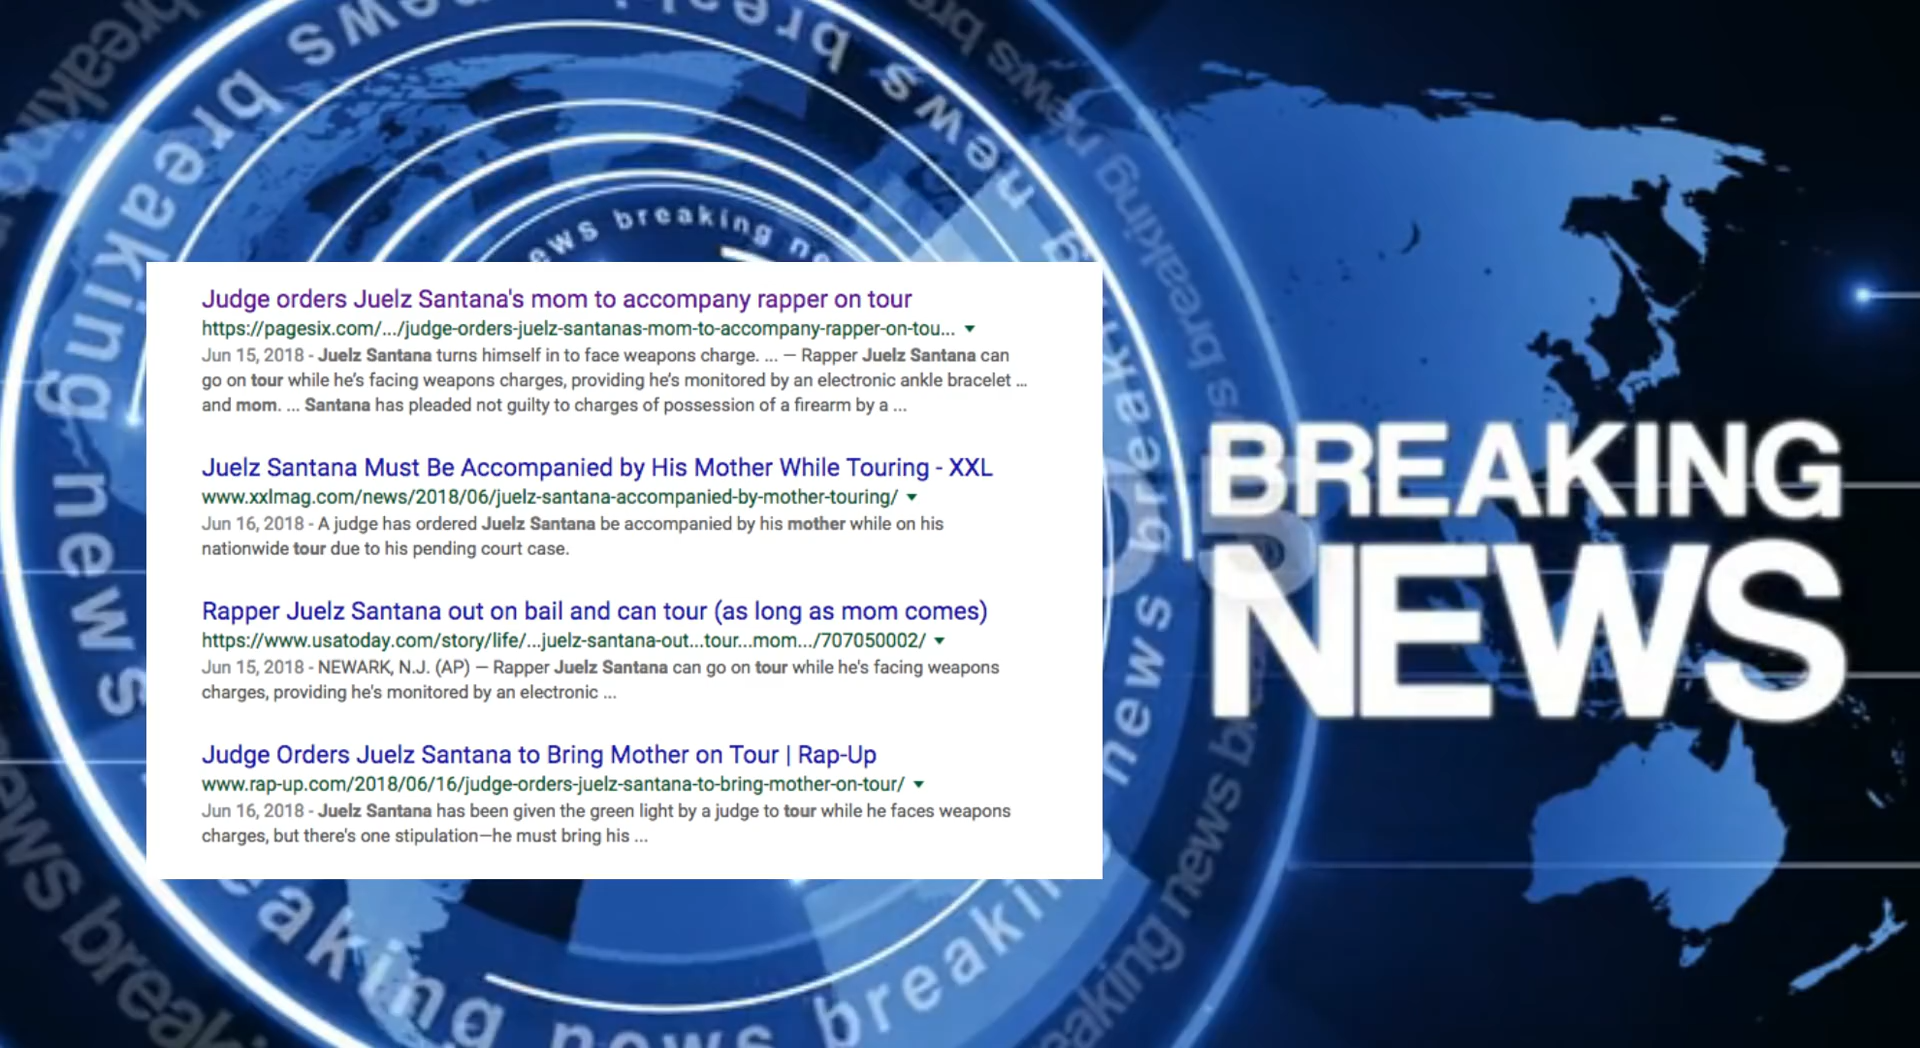 Judge orders Juelz Santana's mom to accompany rapper on tour
https://pagesix.com/.../judge-orders-juelz-santanas-mom-to-accompany-rapper-on-tou...
Jun 15, 2018 - Juelz Santana turns himself in to face weapons charge. ... — Rapper Juelz Santana can
go on tour while he's facing weapons charges, providing he's monitored by an electronic ankle bracelet ...
and mom. ... Santana has pleaded not guilty to charges of possession of a firearm by a ...
Juelz Santana Must Be Accompanied by His Mother While Touring - XXL
www.xxlmag.com/news/2018/06/juelz-santana-accompanied-by-mother-touring/
Jun 16, 2018 - A judge has ordered Juelz Santana be accompanied by his mother while on his
nationwide tour due to his pending court case.
Rapper Juelz Santana out on bail and can tour (as long as mom comes)
https://www.usatoday.com/story/life/...juelz-santana-out...tour...mom.../707050002/
Jun 15, 2018 - NEWARK, N.J. (AP) — Rapper Juelz Santana can go on tour while he's facing weapons
charges, providing he's monitored by an electronic ...
Judge Orders Juelz Santana to Bring Mother on Tour | Rap-Up
www.rap-up.com/2018/06/16/judge-orders-juelz-santana-to-bring-mother-on-tour/
Jun 16, 2018 - Juelz Santana has been given the green light by a judge to tour while he faces weapons
charges, but there's one stipulation—he must bring his ...
BREAKING
NEWS
news breaking
breaking news
breaking news
breaking news